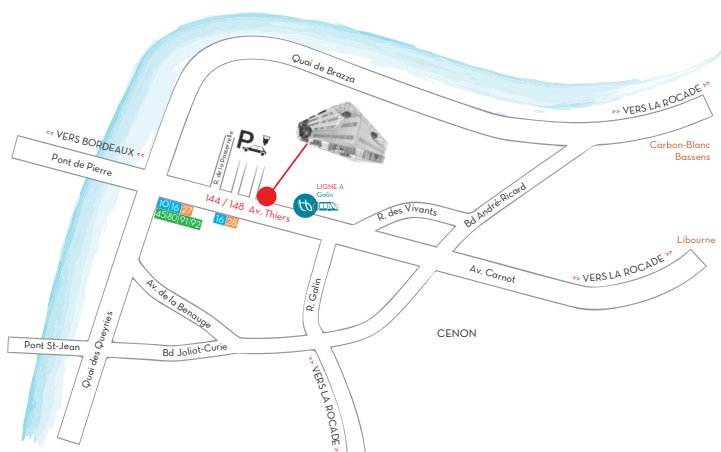 Quai de Brazza
>> VERS LA ROCADE >>
Carbon-Blanc
Bassens
<< VERS BORDEAUX <<
Pont de Pierre
R. de la Passerelle
P
LIGNE A
Galin
144 / 148 Av. Thiers
10 16 27
45 80 91 92
16 28
R. des Vivants
Bd André-Ricard
Libourne
>> VERS LA ROCADE >>
Av. Carnot
R. Galin
Av. de la Benauge
CENON
Pont St-Jean
Quai des Queyries
Bd Joliot-Curie
>> VERS LA ROCADE >